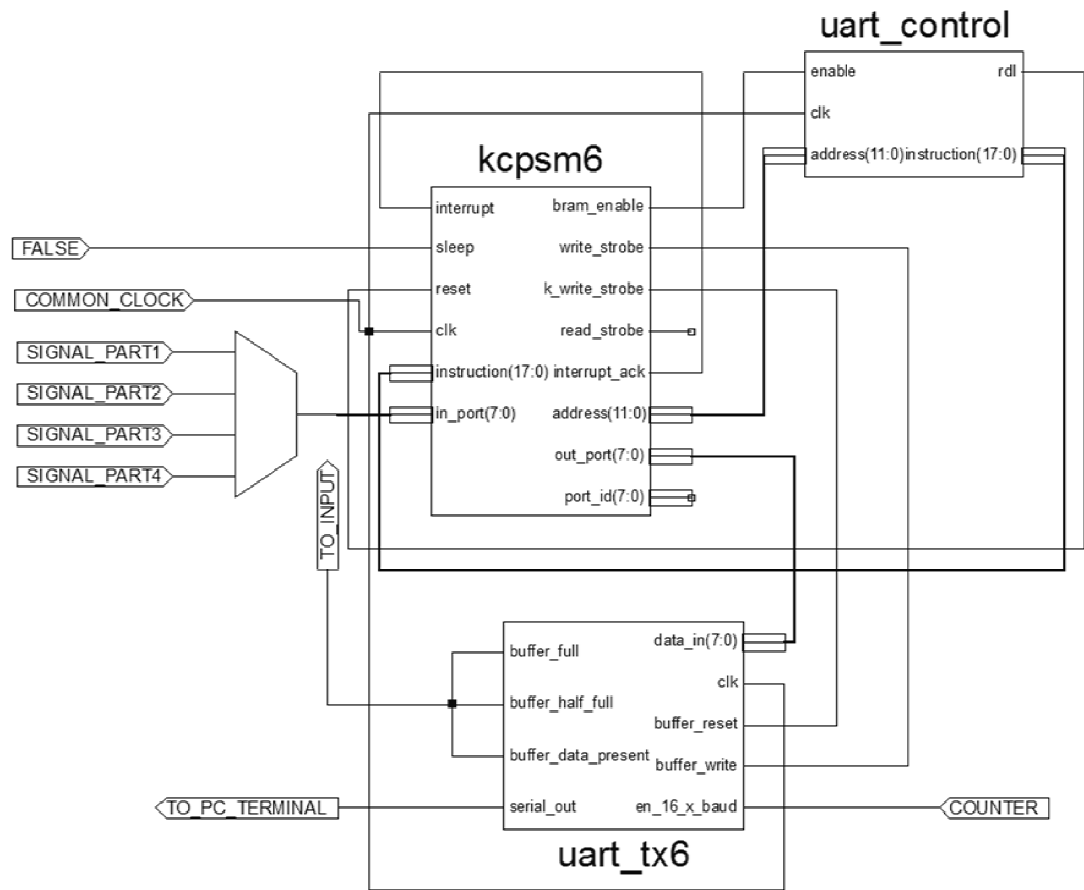 uart_control
enable
rdl
clk
address(11:0)
instruction(17:0)
kcpsm6
interrupt
bram_enable
FALSE
sleep
write_strobe
COMMON_CLOCK
reset
k_write_strobe
clk
read_strobe
SIGNAL_PART1
instruction(17:0)
interrupt_ack
SIGNAL_PART2
in_port(7:0)
address(11:0)
SIGNAL_PART3
out_port(7:0)
SIGNAL_PART4
port_id(7:0)
TO_INPUT
data_in(7:0)
buffer_full
clk
buffer_half_full
buffer_reset
buffer_data_present
buffer_write
TO_PC_TERMINAL
serial_out
en_16_x_baud
COUNTER
uart_tx6